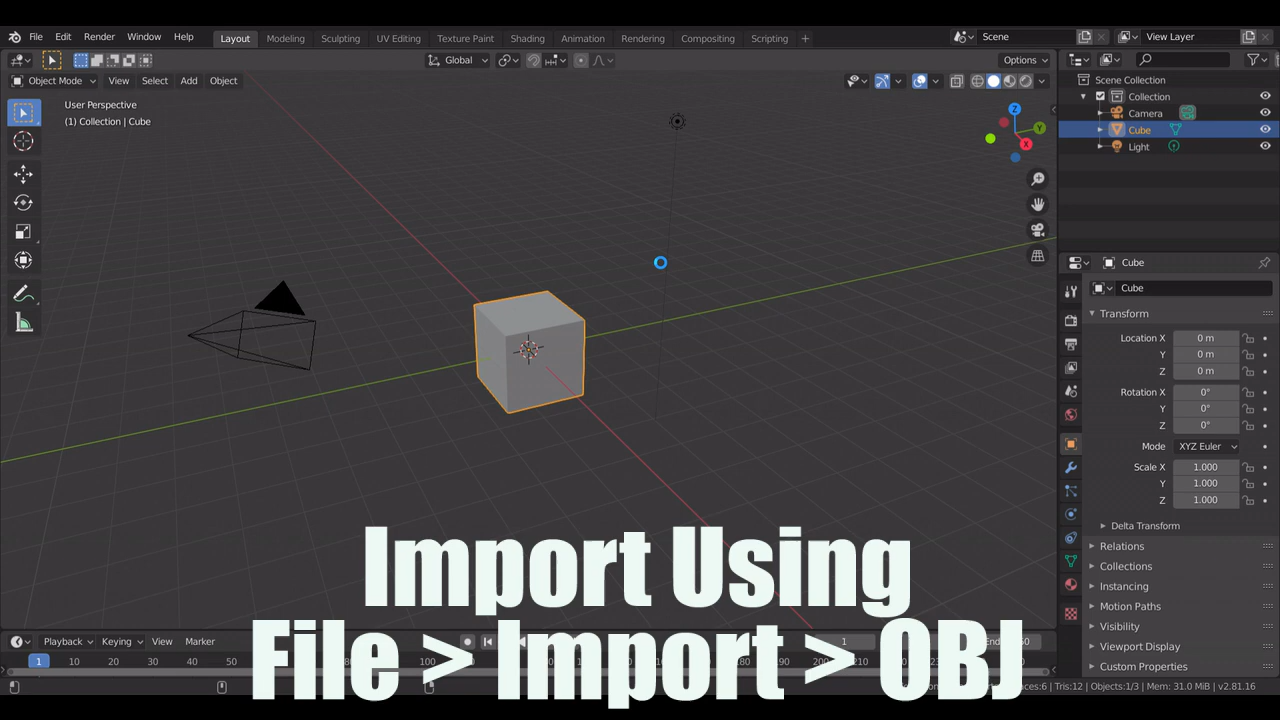 File Edit Render Window Help Layout Modeling Sculpting UV Editing Texture Paint Shading Animation Rendering Compositing Scripting + Scene View Layer
Global Options
Object Mode View Select Add Object
User Perspective
(1) Collection | Cube
Z
Y
X
Scene Collection
Collection
Camera
Cube
Light
Cube
Cube
Transform
Location X 0 m
Y 0 m
Z 0 m
Rotation X 0°
Y 0°
Z 0°
Mode XYZ Euler
Scale X 1.000
Y 1.000
Z 1.000
Delta Transform
Relations
Collections
Instancing
Motion Paths
Visibility
Viewport Display
Custom Properties
Import Using
File > Import > OBJ
Playback Keying View Marker 1
1 10 20 30 40 50 100
Tris:12 | Objects:1/3 | Mem: 31.0 MiB | v2.81.16